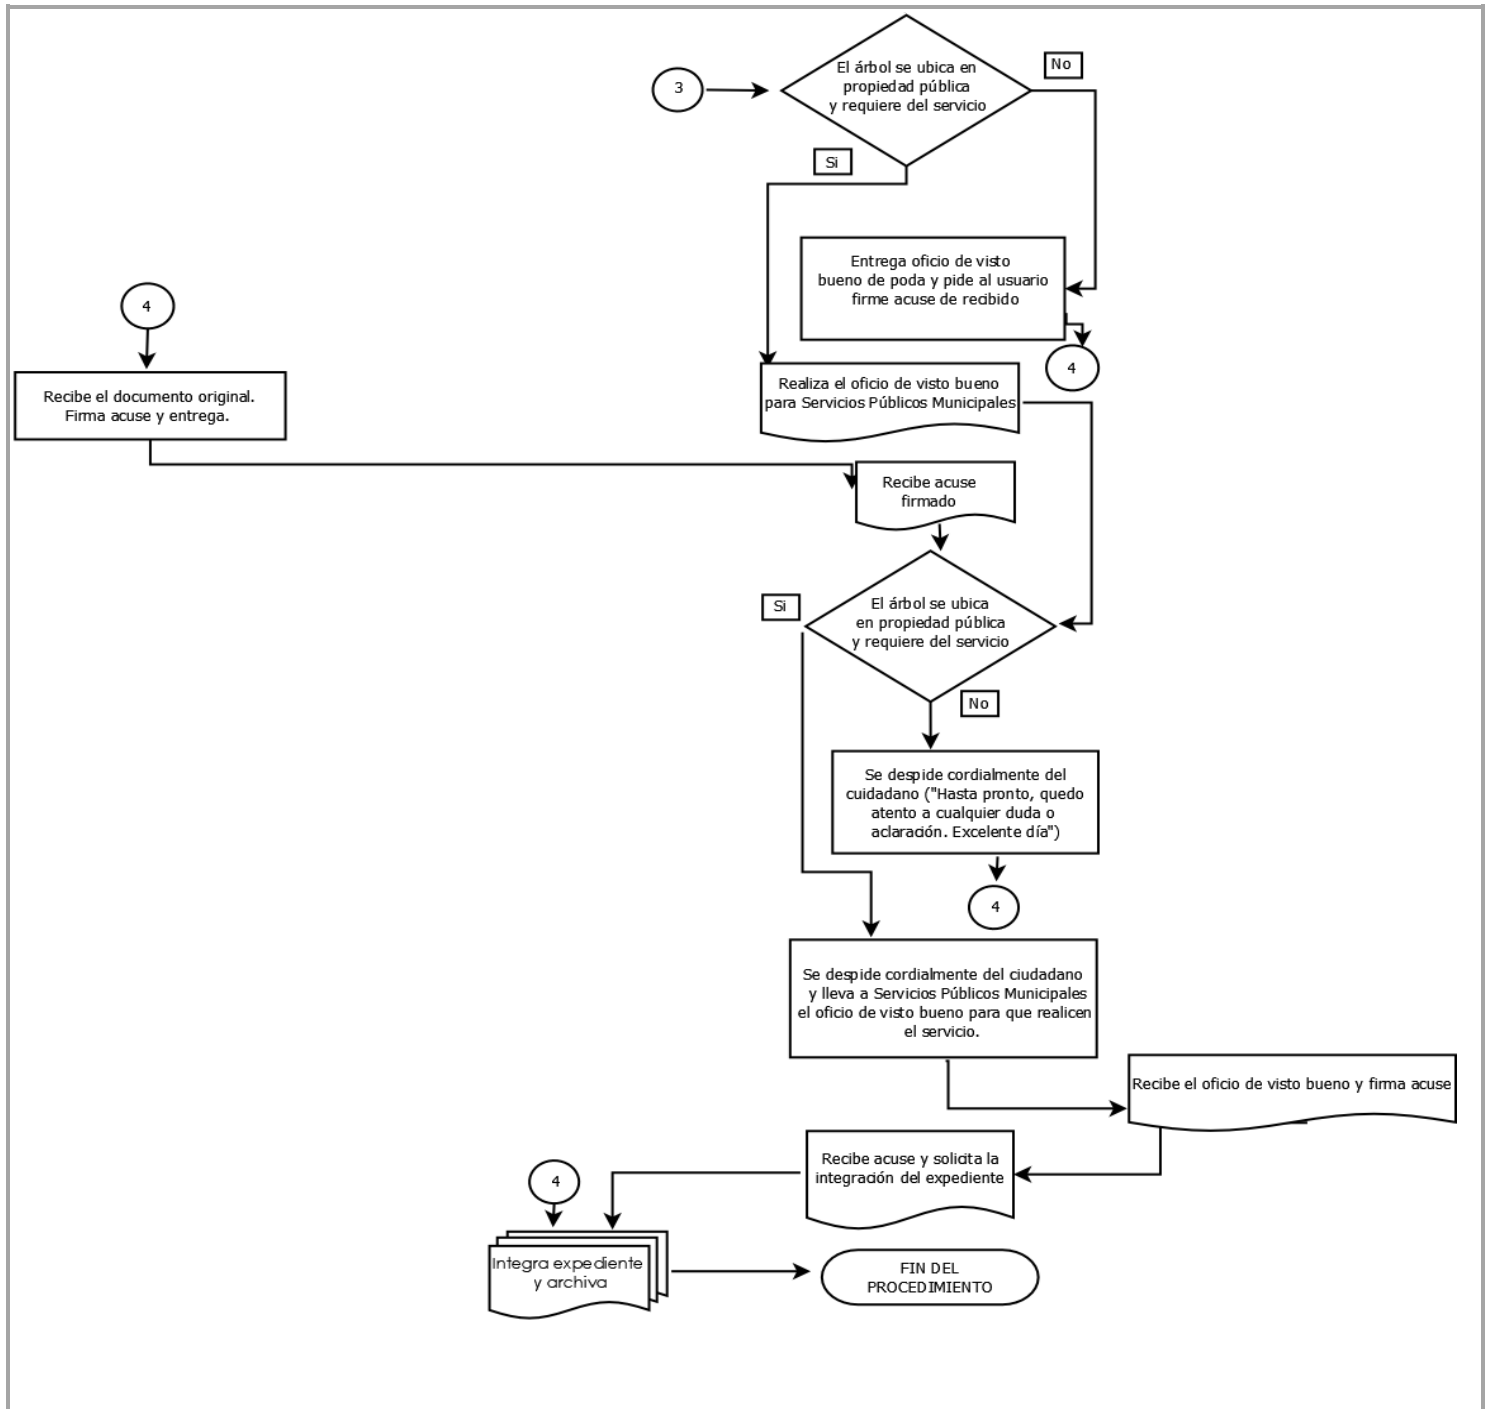 3
El árbol se ubica en
propiedad pública
y requiere del servicio
No
Si
Entrega oficio de visto
bueno de poda y pide al usuario
firme acuse de recibido
4
4
Recibe el documento original.
Firma acuse y entrega.
Realiza el oficio de visto bueno
para Servicios Públicos Municipales
Recibe acuse
firmado
Si
El árbol se ubica
en propiedad pública
y requiere del servicio
No
Se despide cordialmente del
cuidadano ("Hasta pronto, quedo
atento a cualquier duda o
aclaración. Excelente día")
4
Se despide cordialmente del ciudadano
y lleva a Servicios Públicos Municipales
el oficio de visto bueno para que realicen
el servicio.
Recibe el oficio de visto bueno y firma acuse
Recibe acuse y solicita la
integración del expediente
4
Integra expediente
y archiva
FIN DEL
PROCEDIMIENTO